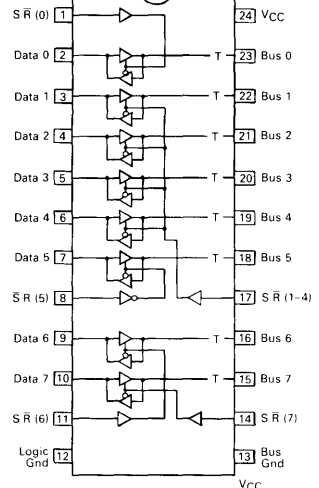 S R̄ (0) 1 24 VCC
Data 0 2 T 23 Bus 0
Data 1 3 T 22 Bus 1
Data 2 4 T 21 Bus 2
Data 3 5 T 20 Bus 3
Data 4 6 T 19 Bus 4
Data 5 7 T 18 Bus 5
S̄ R (5) 8 17 S R̄ (1-4)
Data 6 9 T 16 Bus 6
Data 7 10 T 15 Bus 7
S R̄ (6) 11 14 S R̄ (7)
Logic Gnd 12 13 Bus Gnd
VCC